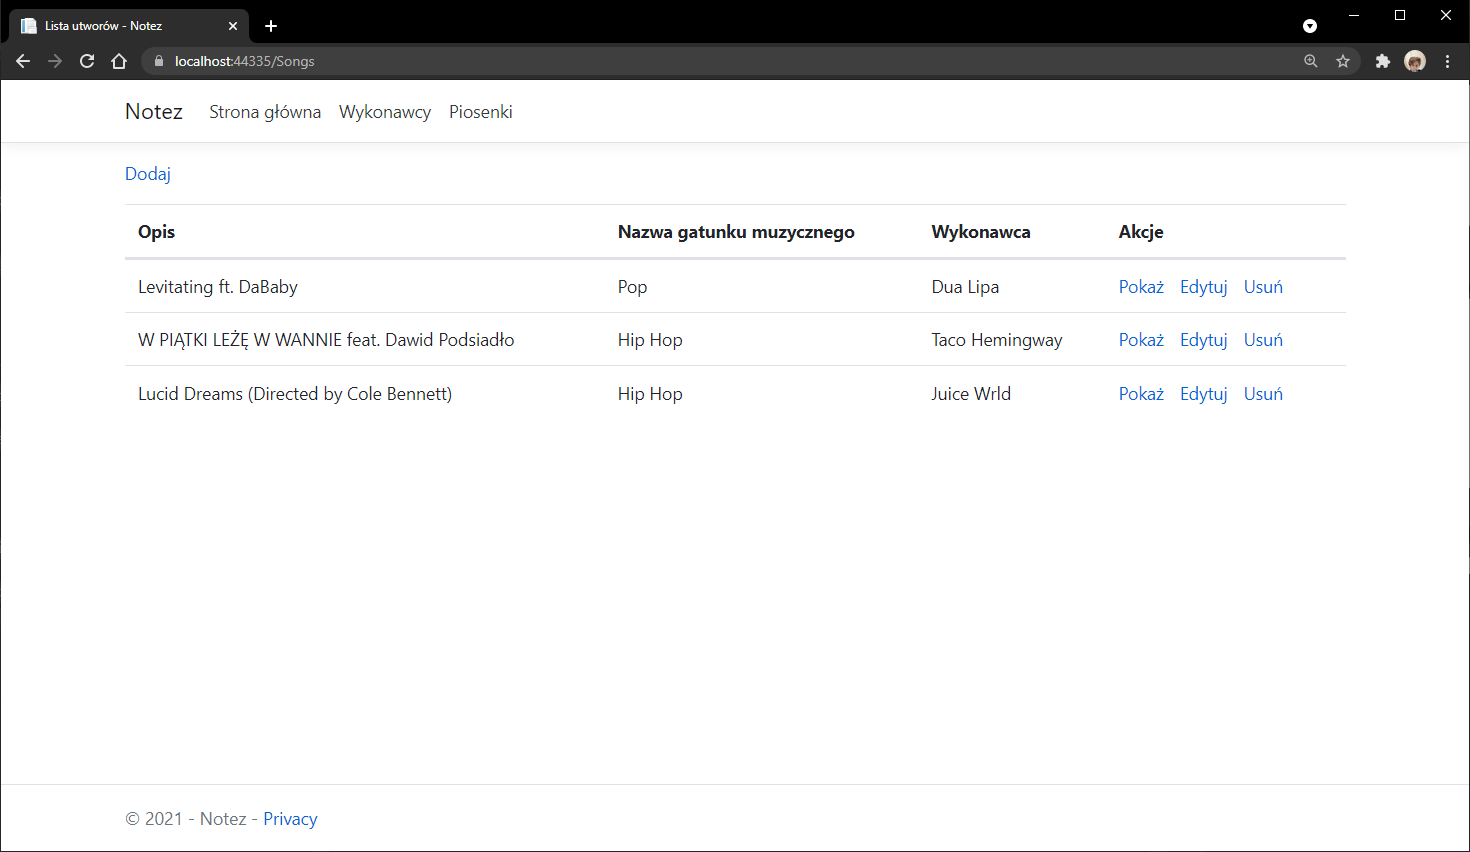 Lista utworów - Notez
localhost:44335/Songs
Notez Strona główna Wykonawcy Piosenki
Dodaj
Opis Nazwa gatunku muzycznego Wykonawca Akcje
Levitating ft. DaBaby Pop Dua Lipa Pokaż Edytuj Usuń
W PIĄTKI LEŻĘ W WANNIE feat. Dawid Podsiadło Hip Hop Taco Hemingway Pokaż Edytuj Usuń
Lucid Dreams (Directed by Cole Bennett) Hip Hop Juice Wrld Pokaż Edytuj Usuń
© 2021 - Notez - Privacy